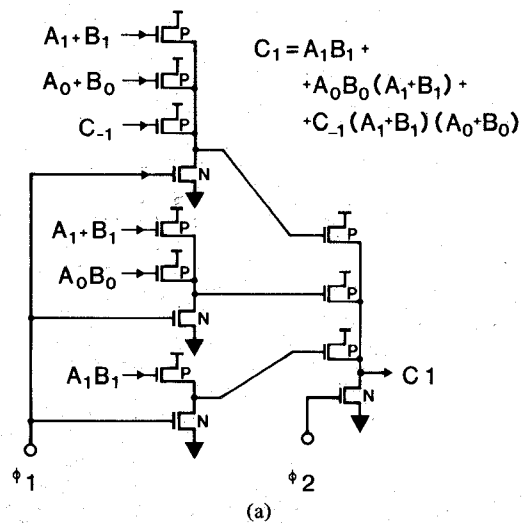 A₁+B₁
P
C₁ = A₁B₁ +
+A₀B₀(A₁+B₁) +
+C₋₁(A₁+B₁)(A₀+B₀)
A₀+B₀
P
C₋₁
P
N
A₁+B₁
P
P
A₀B₀
P
P
N
P
A₁B₁
P
C1
N
N
ϕ1
ϕ2
(a)